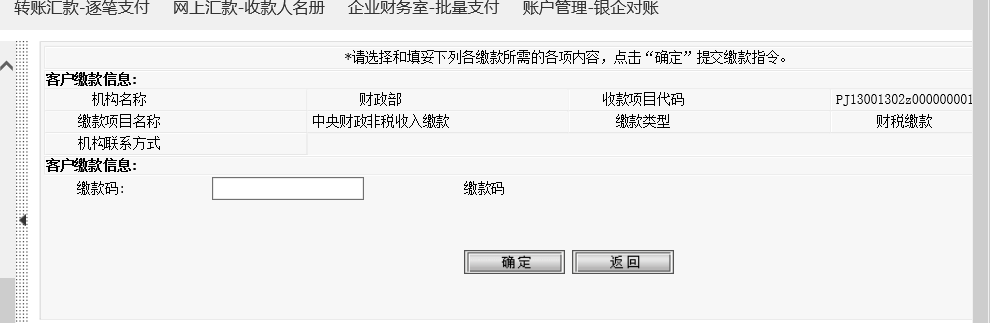 转账汇款-逐笔支付 网上汇款-收款人名册 企业财务室-批量支付 账户管理-银企对账
*请选择和填妥下列各缴款所需的各项内容，点击“确定”提交缴款指令。
客户缴款信息:
机构名称 财政部 收款项目代码 PJ13001302z000000001
缴款项目名称 中央财政非税收入缴款 缴款类型 财税缴款
机构联系方式
客户缴款信息:
缴款码: 缴款码
确定 返回